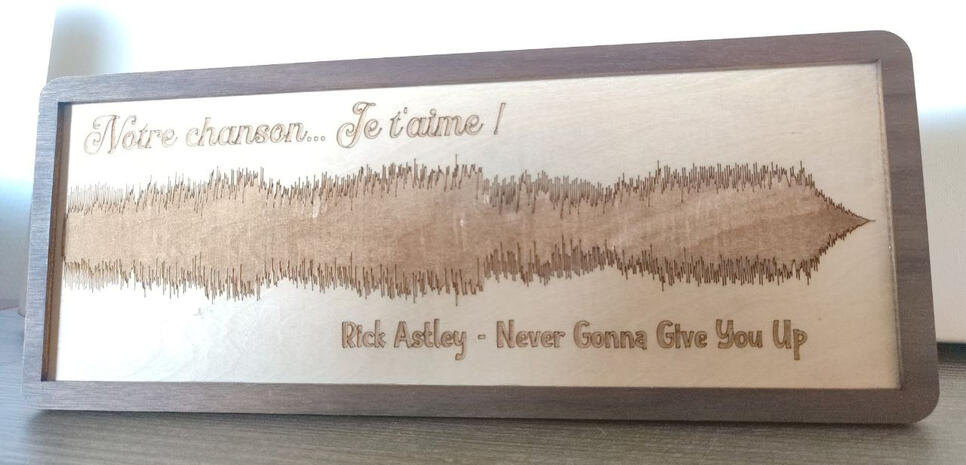 Notre chanson... Je t'aime !
Rick Astley - Never Gonna Give You Up